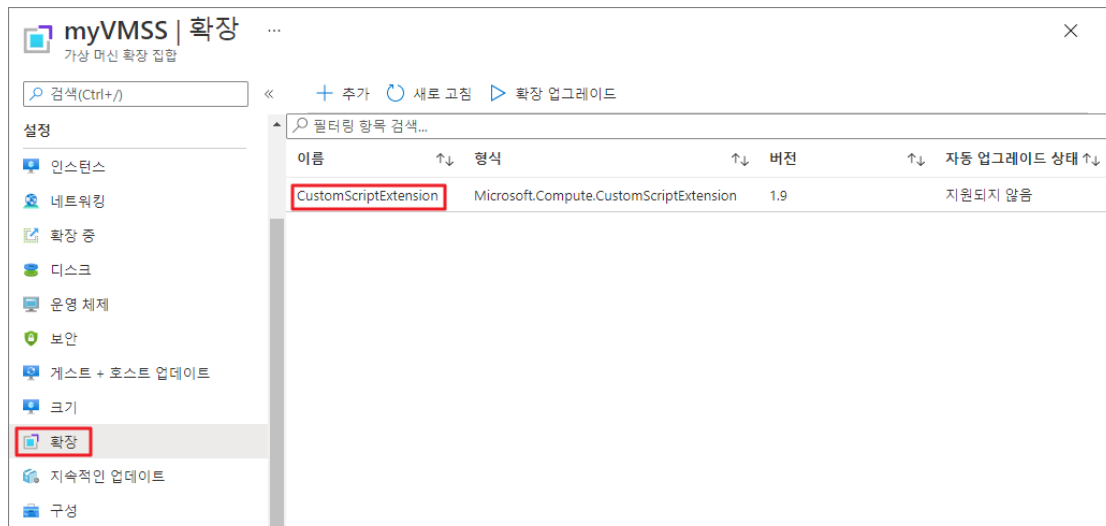 myVMSS | 확장 ...
가상 머신 확장 집합
검색(Ctrl+/)
« + 추가 새로 고침 확장 업그레이드
설정
필터링 항목 검색...
이름 ↑↓ 형식 ↑↓ 버전 ↑↓ 자동 업그레이드 상태 ↑↓
CustomScriptExtension Microsoft.Compute.CustomScriptExtension 1.9 지원되지 않음
인스턴스
네트워킹
확장 중
디스크
운영 체제
보안
게스트 + 호스트 업데이트
크기
확장
지속적인 업데이트
구성